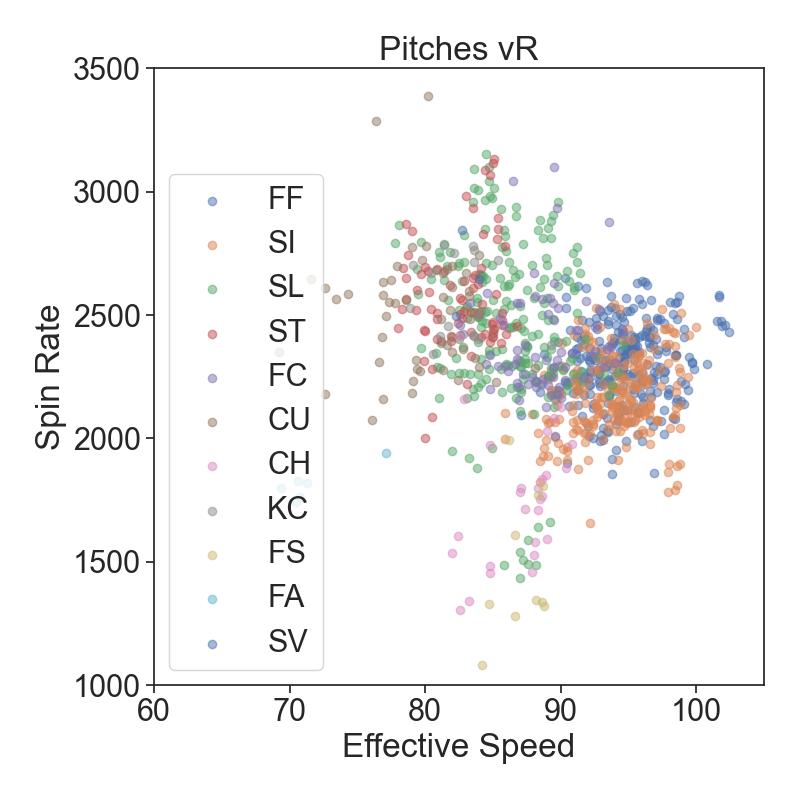 Pitches vR
3500
3000
2500
2000
1500
1000
Spin Rate
FF
SI
SL
ST
FC
CU
CH
KC
FS
FA
SV
60
70
80
90
100
Effective Speed